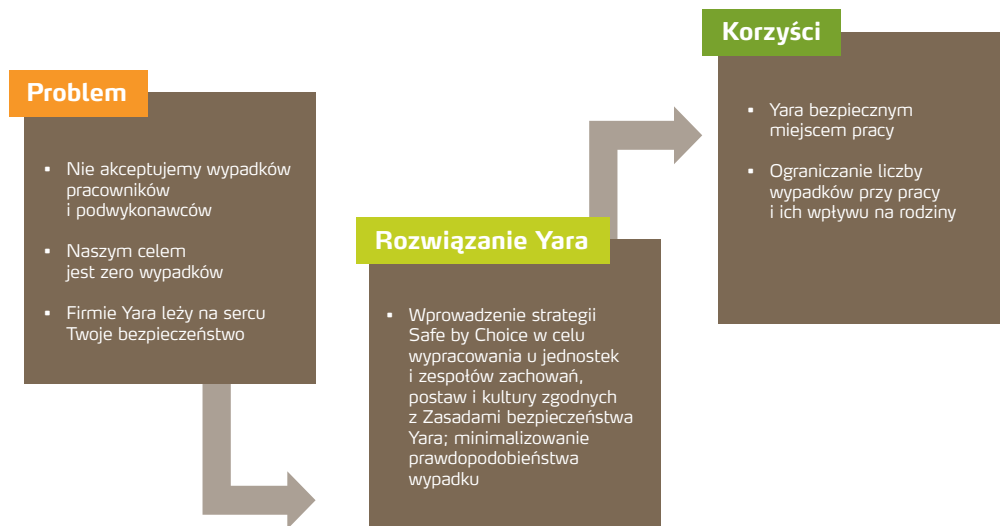 Problem
▪ Nie akceptujemy wypadków
pracowników
i podwykonawców
▪ Naszym celem
jest zero wypadków
▪ Firmie Yara leży na sercu
Twoje bezpieczeństwo
Rozwiązanie Yara
▪ Wprowadzenie strategii
Safe by Choice w celu
wypracowania u jednostek
i zespołów zachowań,
postaw i kultury zgodnych
z Zasadami bezpieczeństwa
Yara; minimalizowanie
prawdopodobieństwa
wypadku
Korzyści
▪ Yara bezpiecznym
miejscem pracy
▪ Ograniczanie liczby
wypadków przy pracy
i ich wpływu na rodziny